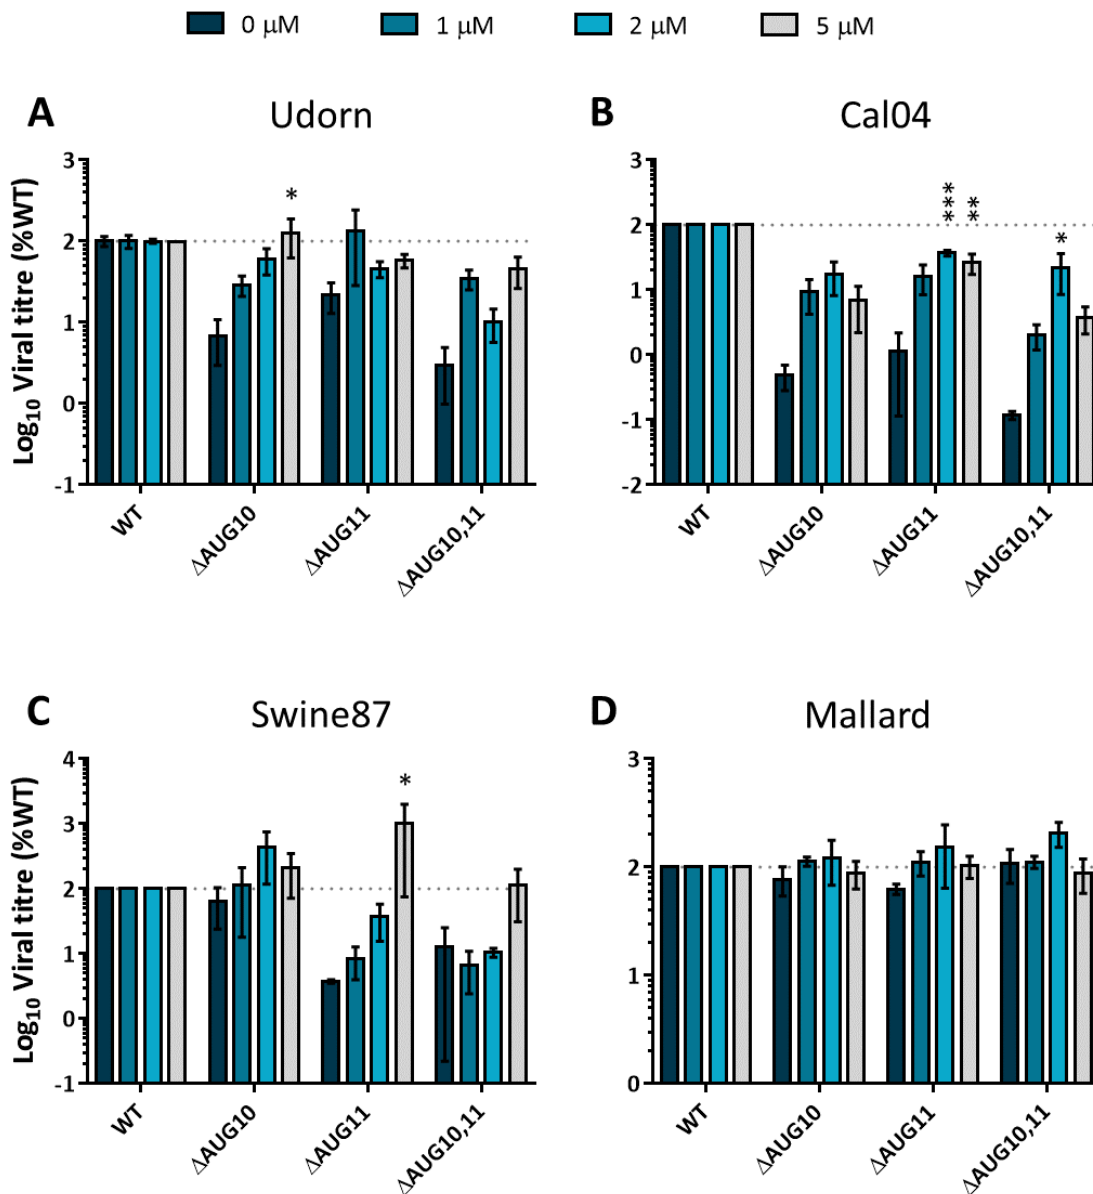 0 μM 1 μM 2 μM 5 μM
A Udorn
Log10 Viral titre (%WT)
3
*
2
1
0
-1
WT ΔAUG10 ΔAUG11 ΔAUG10,11
B Cal04
3
*** ** *
2
1
0
-1
-2
WT ΔAUG10 ΔAUG11 ΔAUG10,11
C Swine87
Log10 Viral titre (%WT)
4
*
3
2
1
0
-1
WT ΔAUG10 ΔAUG11 ΔAUG10,11
D Mallard
3
2
1
0
WT ΔAUG10 ΔAUG11 ΔAUG10,11